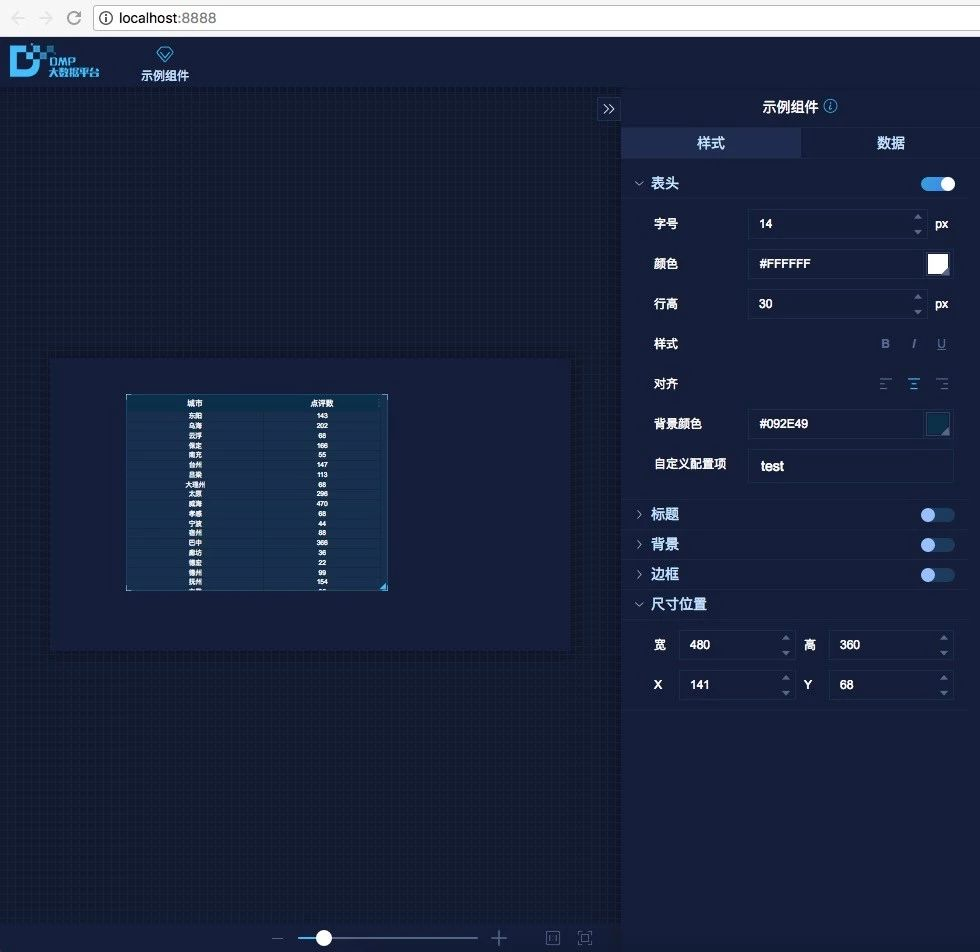 localhost:8888
DMP
大数据平台
示例组件
示例组件
样式 数据
表头
字号 14 px
颜色 #FFFFFF
行高 30 px
样式 B I U
对齐
背景颜色 #092E49
自定义配置项 test
标题
背景
边框
尺寸位置
宽 480 高 360
X 141 Y 68
城市 点评数
东阳 143
乌海 202
云浮 68
保定 166
南充 55
台州 147
吕梁 113
大理州 68
太原 296
威海 470
孝感 68
宁波 44
宿州 88
巴中 366
廊坊 36
德宏 22
德州 99
抚州 154